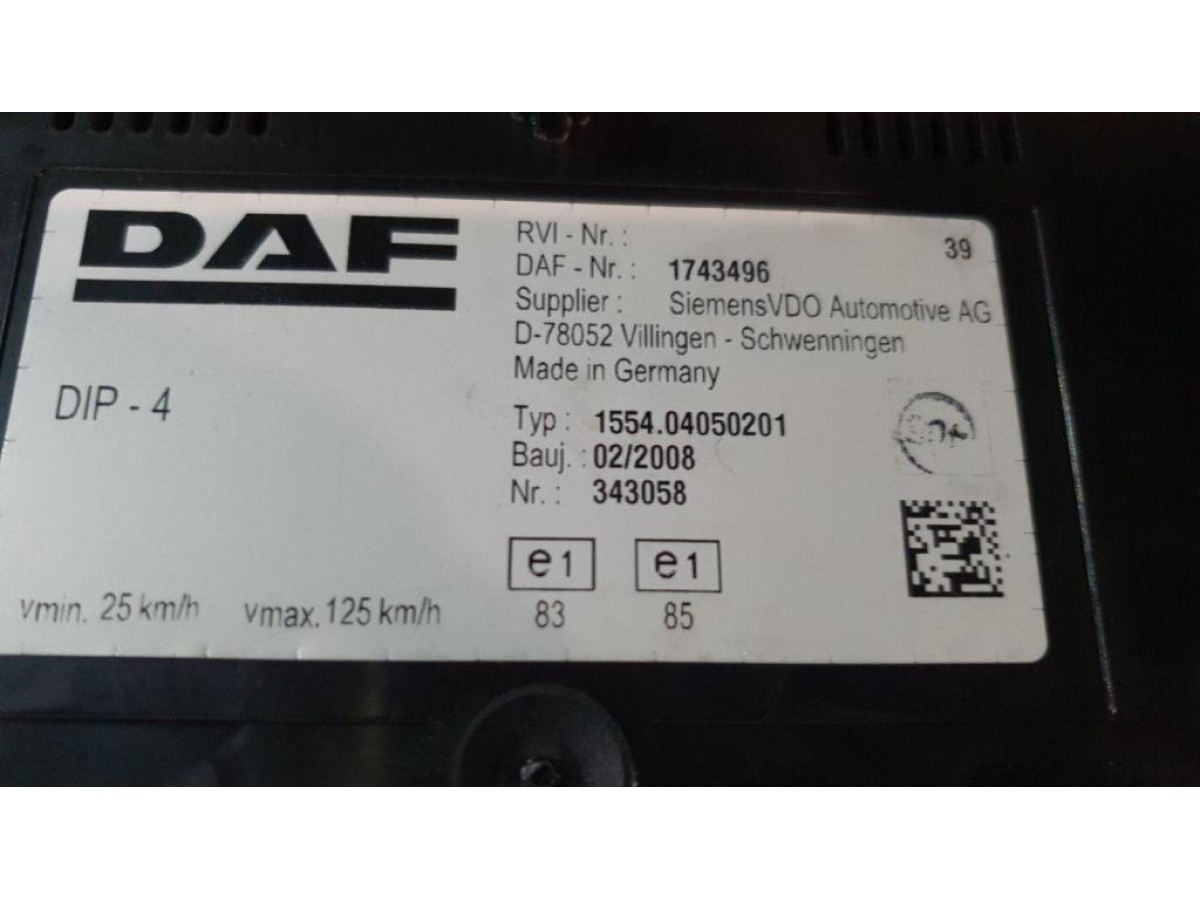 DAF
RVI - Nr. :
39
DAF - Nr. : 1743496
Supplier : SiemensVDO Automotive AG
D-78052 Villingen - Schwenningen
Made in Germany
DIP - 4
Typ : 1554.04050201
Bauj. : 02/2008
Nr. : 343058
e1 e1
83 85
vmin. 25 km/h vmax. 125 km/h